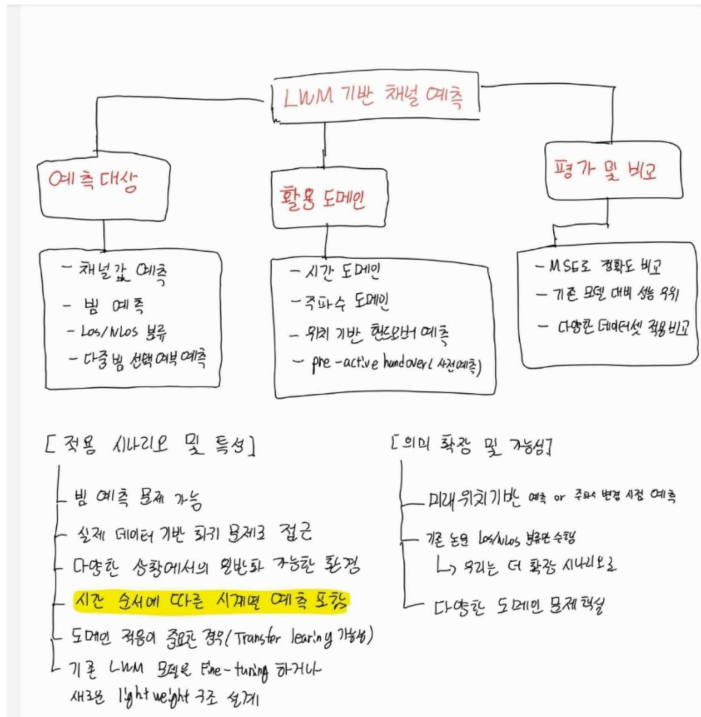 LWM 기반 채널 예측
예측 대상
- 채널값 예측
- 빔 예측
- Los/NLos 분류
- 다중 빔 선택 여부 예측
활용 도메인
- 시간 도메인
- 주파수 도메인
- 위치 기반 핸드오버 예측
- pre-active handover (사전예측)
평가 및 비교
- MSE로 정확도 비교
- 기존 모델 대비 성능 우위
- 다양한 데이터셋 적용 비교
[적용 시나리오 및 특성]
빔 예측 문제 가능
실제 데이터 기반 회귀 문제로 접근
다양한 상황에서의 일반화 가능한 환경
시간 순서에 따른 시계열 예측 포함
도메인 적응이 중요한 경우 (Transfer learing 가능성)
기존 LWM 모델을 Fine-tuning 하거나
새로운 lightweight 구조 설계
[의미 확장 및 가능성]
미래 위치기반 예측 or 주파수 변경 시점 예측
기존 논문 Los/NLos 분류만 수행
↳ 우리는 더 확장 시나리오로
다양한 도메인 문제